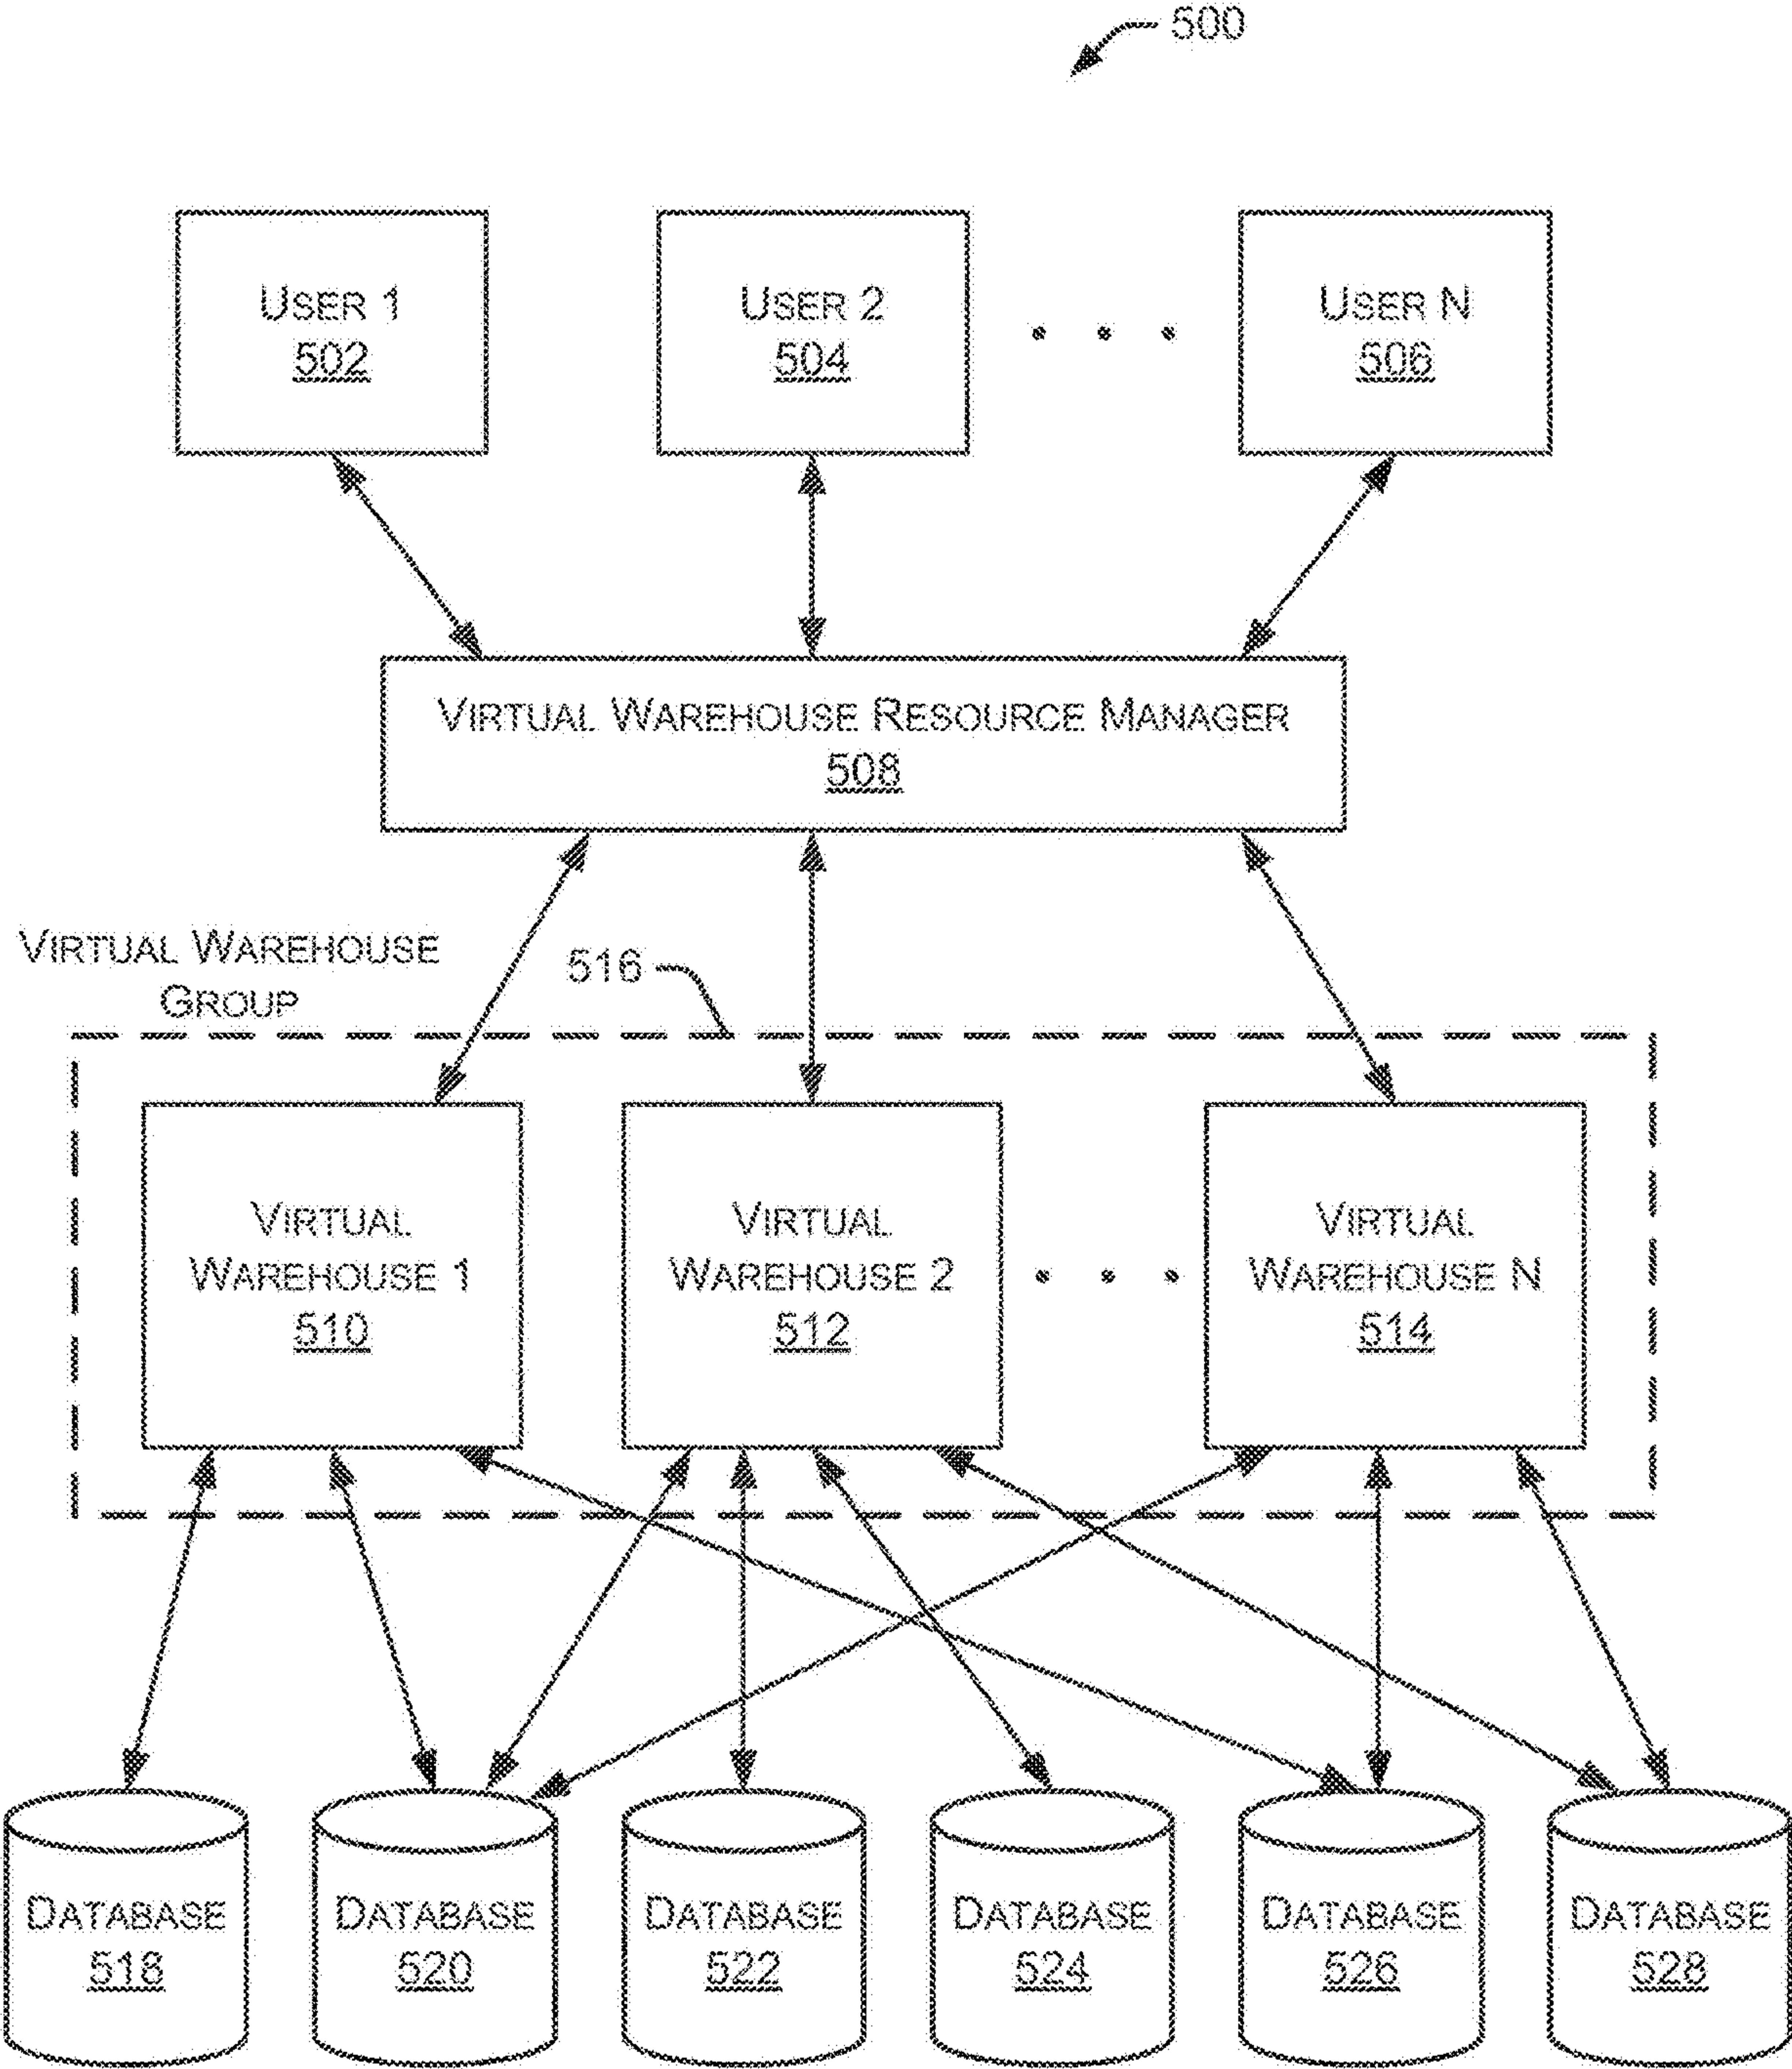 500
USER 1
502
USER 2
504
USER N
506
VIRTUAL WAREHOUSE RESOURCE MANAGER
508
VIRTUAL WAREHOUSE
GROUP
516
VIRTUAL
WAREHOUSE 1
510
VIRTUAL
WAREHOUSE 2
512
VIRTUAL
WAREHOUSE N
514
DATABASE
518
DATABASE
520
DATABASE
522
DATABASE
524
DATABASE
526
DATABASE
528